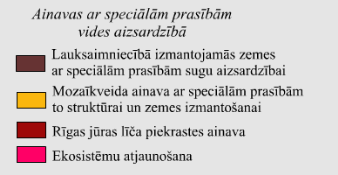 Ainavas ar speciālām prasībām
vides aizsardzībā
Lauksaimniecībā izmantojamās zemes
ar speciālām prasībām sugu aizsardzībai
Mozaīkveida ainava ar speciālām prasībām
to struktūrai un zemes izmantošanai
Rīgas jūras līča piekrastes ainava
Ekosistēmu atjaunošana